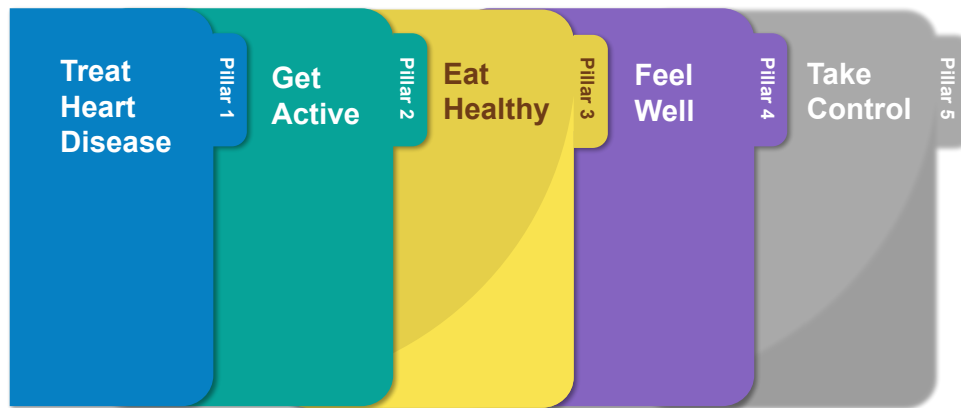 Treat
Heart
Disease
Pillar 1
Get
Active
Pillar 2
Eat
Healthy
Pillar 3
Feel
Well
Pillar 4
Take
Control
Pillar 5